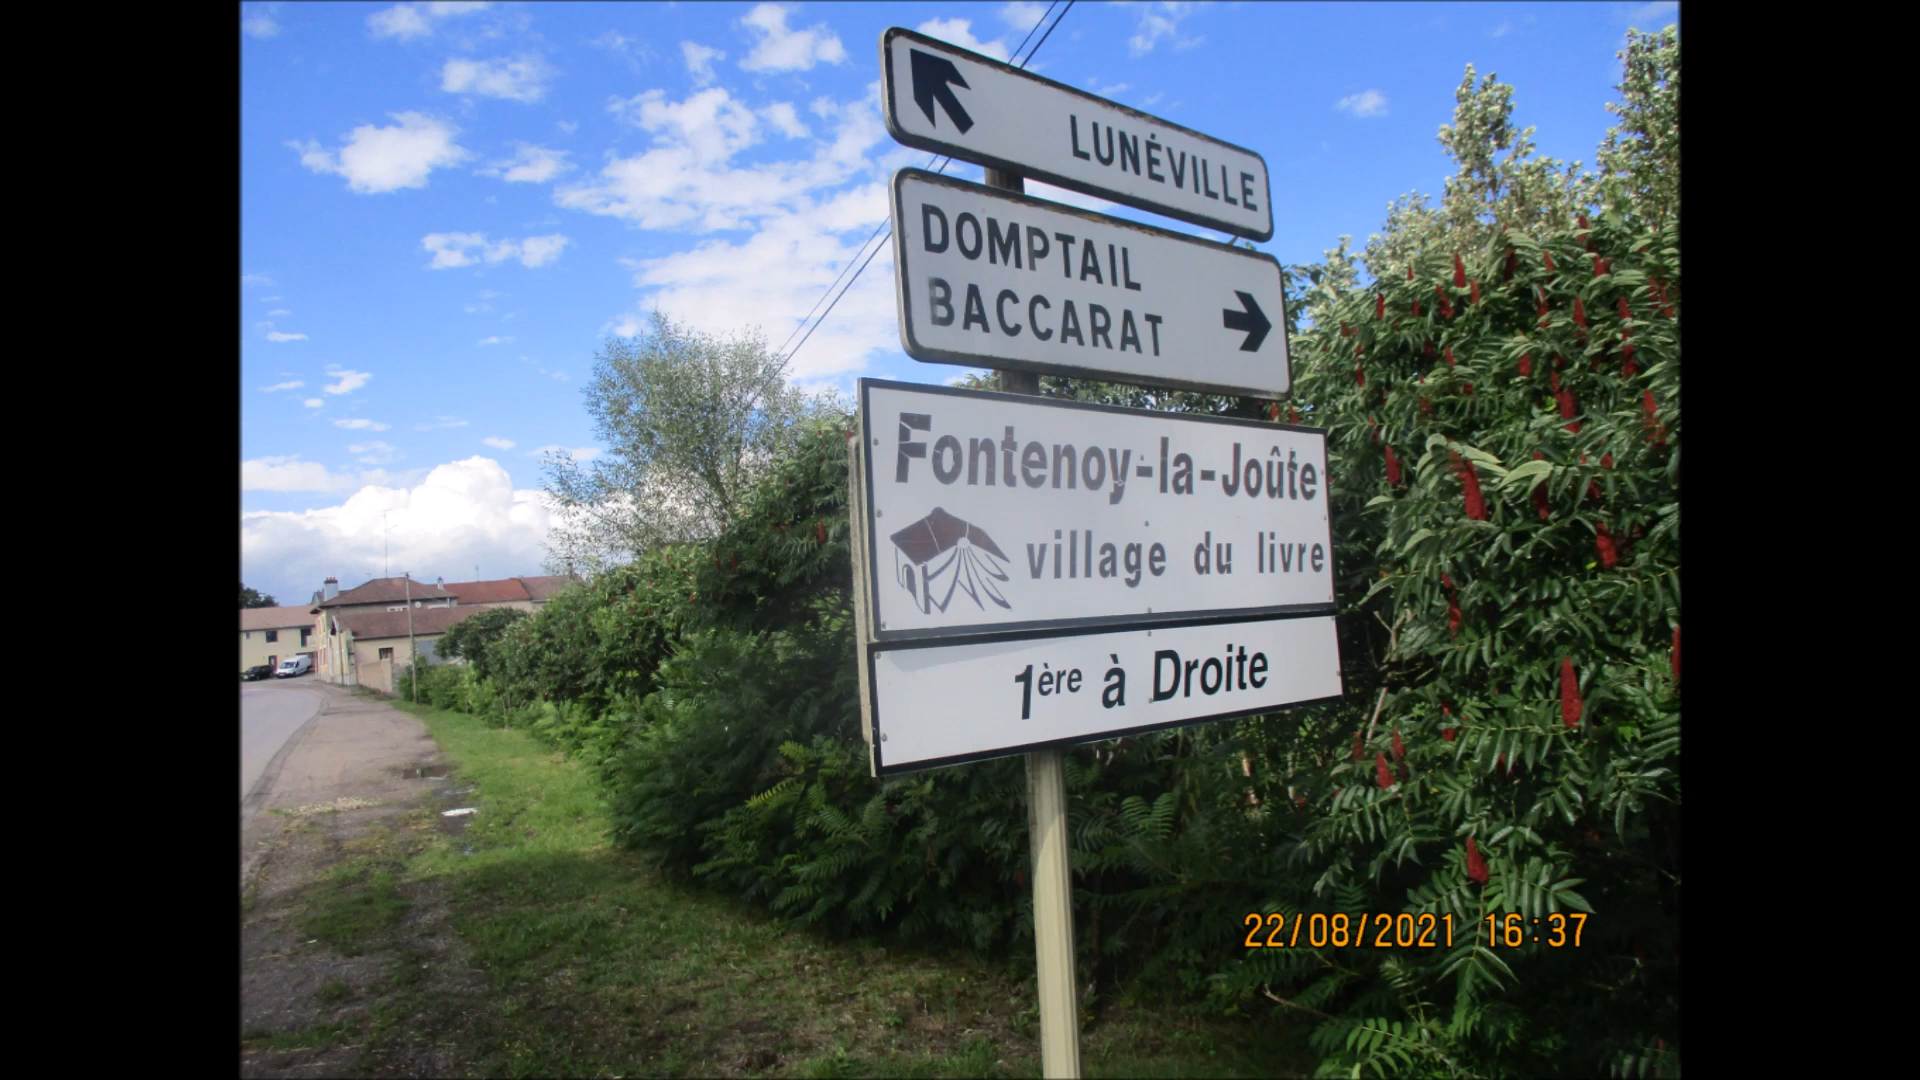 LUNÉVILLE
DOMPTAIL
BACCARAT
Fontenoy-la-Joûte
village du livre
1ère à Droite
22/08/2021 16:37